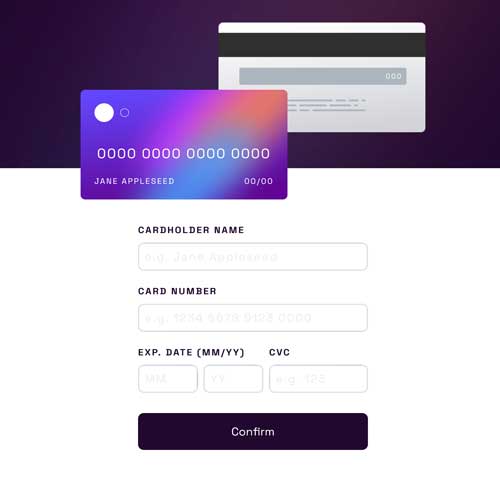 000
0000 0000 0000 0000
JANE APPLESEED 00/00
CARDHOLDER NAME
e.g. Jane Appleseed
CARD NUMBER
e.g. 1234 5678 9123 0000
EXP. DATE (MM/YY) CVC
MM YY e.g. 123
Confirm